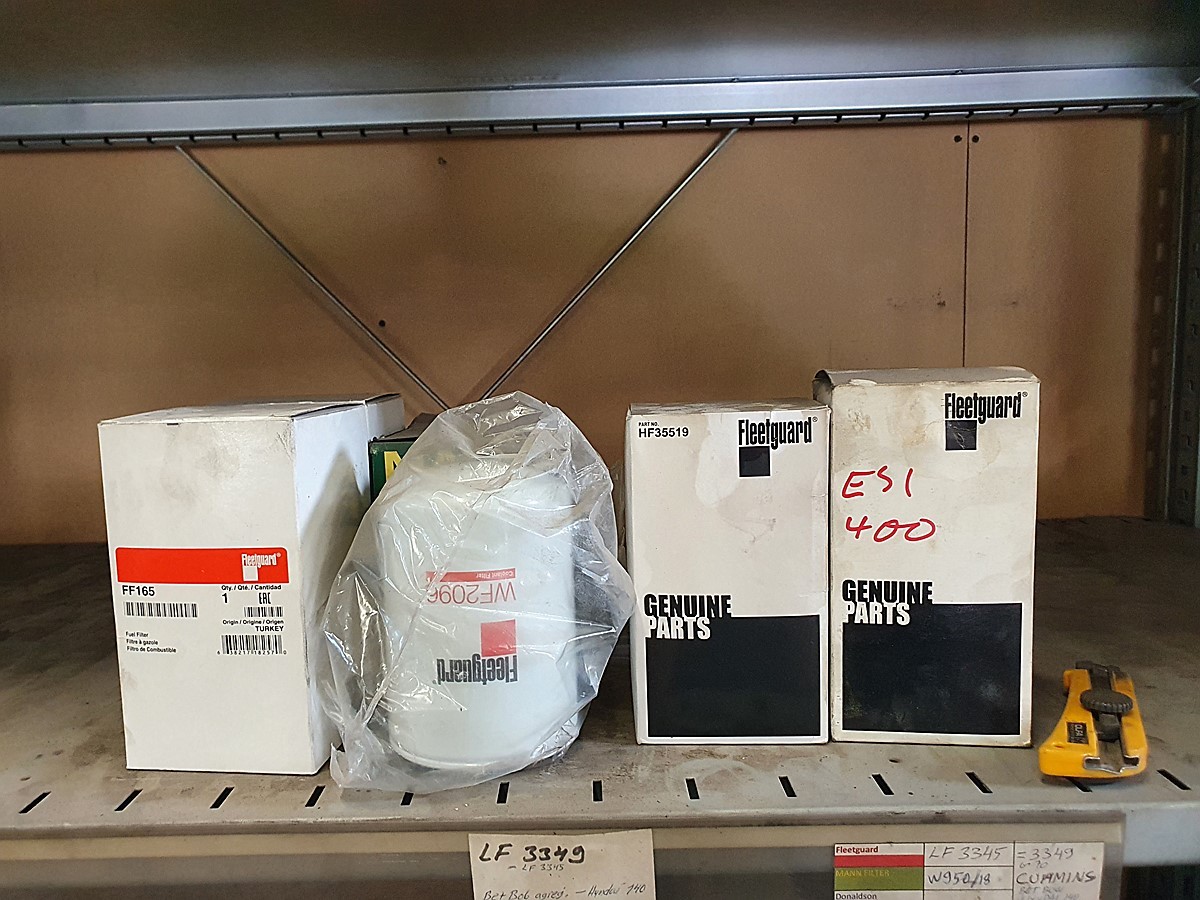 Fleetguard
FF165
Qty. / Qté. / Cantidad
1
EAC
Origin / Origine / Origen
TURKEY
Fuel Filter
Filtre à gazole
Filtro de Combustible
Coolant Filter
WF2096
Fleetguard
PART NO.
HF35519
Fleetguard
GENUINE
PARTS
Fleetguard
ESI
400
GENUINE
PARTS
LF 3349
- LF 3345
Fleetguard
LF 3345
= 3349
MANN FILTER
W950/18
CUMMINS
Donaldson